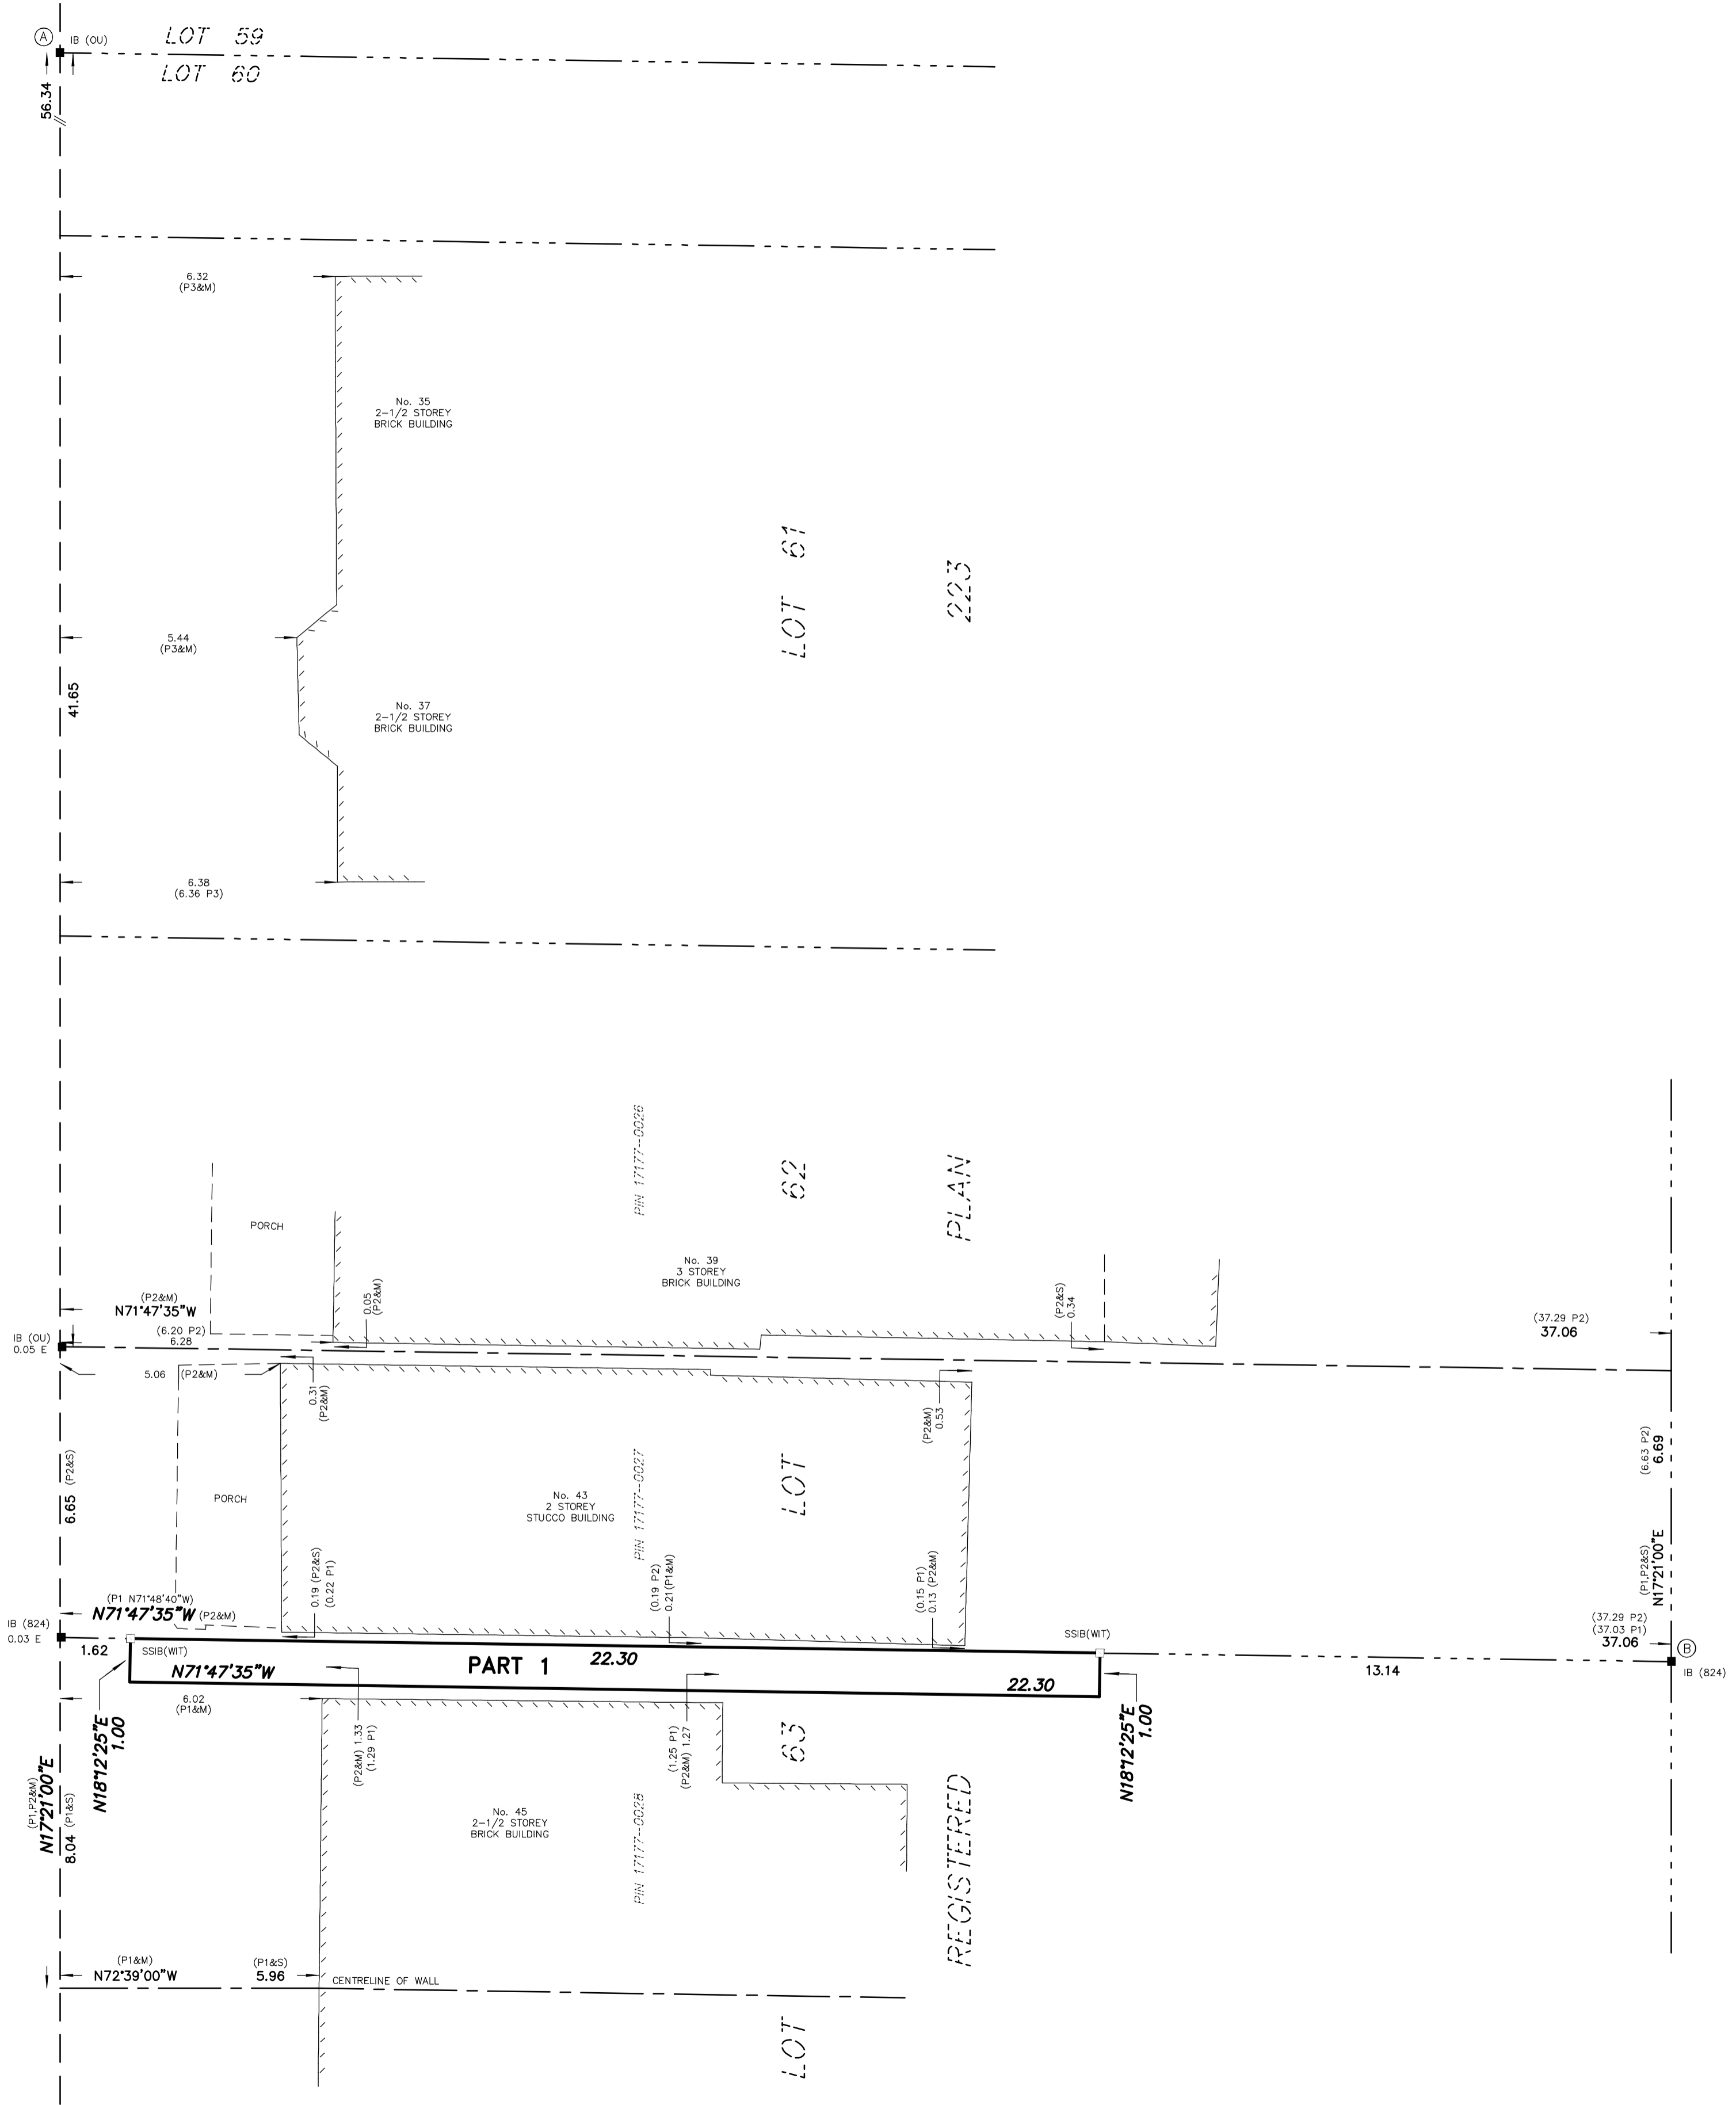 A
IB (OU)
LOT 59
LOT 60
56.34
6.32
(P3&M)
No. 35
2-1/2 STOREY
BRICK BUILDING
LOT 61
223
5.44
(P3&M)
41.65
No. 37
2-1/2 STOREY
BRICK BUILDING
6.38
(6.36 P3)
PIN 17177-0026
62
PLAN
PORCH
No. 39
3 STOREY
BRICK BUILDING
(P2&M)
N71°47'35"W
0.05
(P2&M)
(P2&S)
0.34
(6.20 P2)
6.28
(37.29 P2)
37.06
IB (OU)
0.05 E
5.06 (P2&M)
0.31
(P2&M)
(P2&M)
0.53
6.65 (P2&S)
PORCH
No. 43
2 STOREY
STUCCO BUILDING
PIN 17177-0027
LOT
(6.63 P2)
6.69
(P1,P2&S)
N17°21'00"E
(P1 N71°48'40"W)
N71°47'35"W (P2&M)
0.19 (P2&S)
(0.22 P1)
(0.19 P2)
0.21 (P1&M)
(0.15 P1)
0.13 (P2&M)
IB (824)
0.03 E
1.62
SSIB(WIT)
SSIB(WIT)
(37.29 P2)
(37.03 P1)
37.06
B
IB (824)
13.14
N71°47'35"W
PART 1
22.30
22.30
6.02
(P1&M)
N18°12'25"E
1.00
(P2&M) 1.33
(1.29 P1)
(1.25 P1)
(P2&M) 1.27
63
N18°12'25"E
1.00
(P1,P2&M)
N17°21'00"E
8.04 (P1&S)
No. 45
2-1/2 STOREY
BRICK BUILDING
PIN 17177-0028
REGISTERED
(P1&M)
N72°39'00"W
(P1&S)
5.96
CENTRELINE OF WALL
LOT